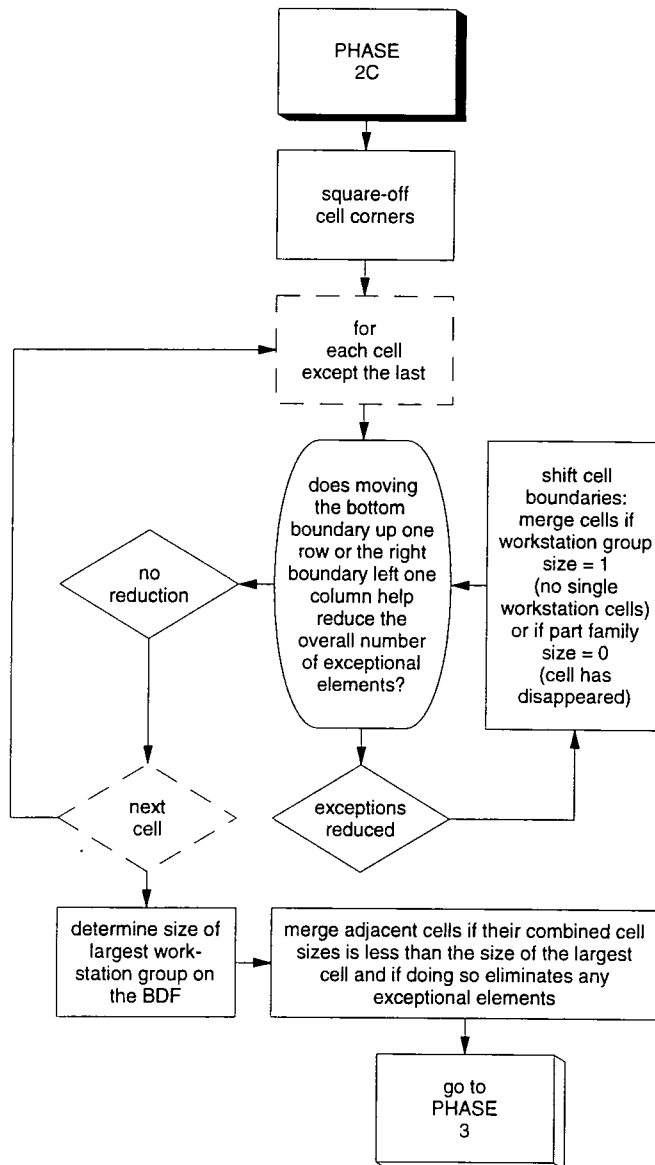 PHASE
2C
square-off
cell corners
for
each cell
except the last
does moving
the bottom
boundary up one
row or the right
boundary left one
column help
reduce the
overall number
of exceptional
elements?
shift cell
boundaries:
merge cells if
workstation group
size = 1
(no single
workstation cells)
or if part family
size = 0
(cell has
disappeared)
no
reduction
exceptions
reduced
next
cell
determine size of
largest work-
station group on
the BDF
merge adjacent cells if their combined cell
sizes is less than the size of the largest
cell and if doing so eliminates any
exceptional elements
go to
PHASE
3